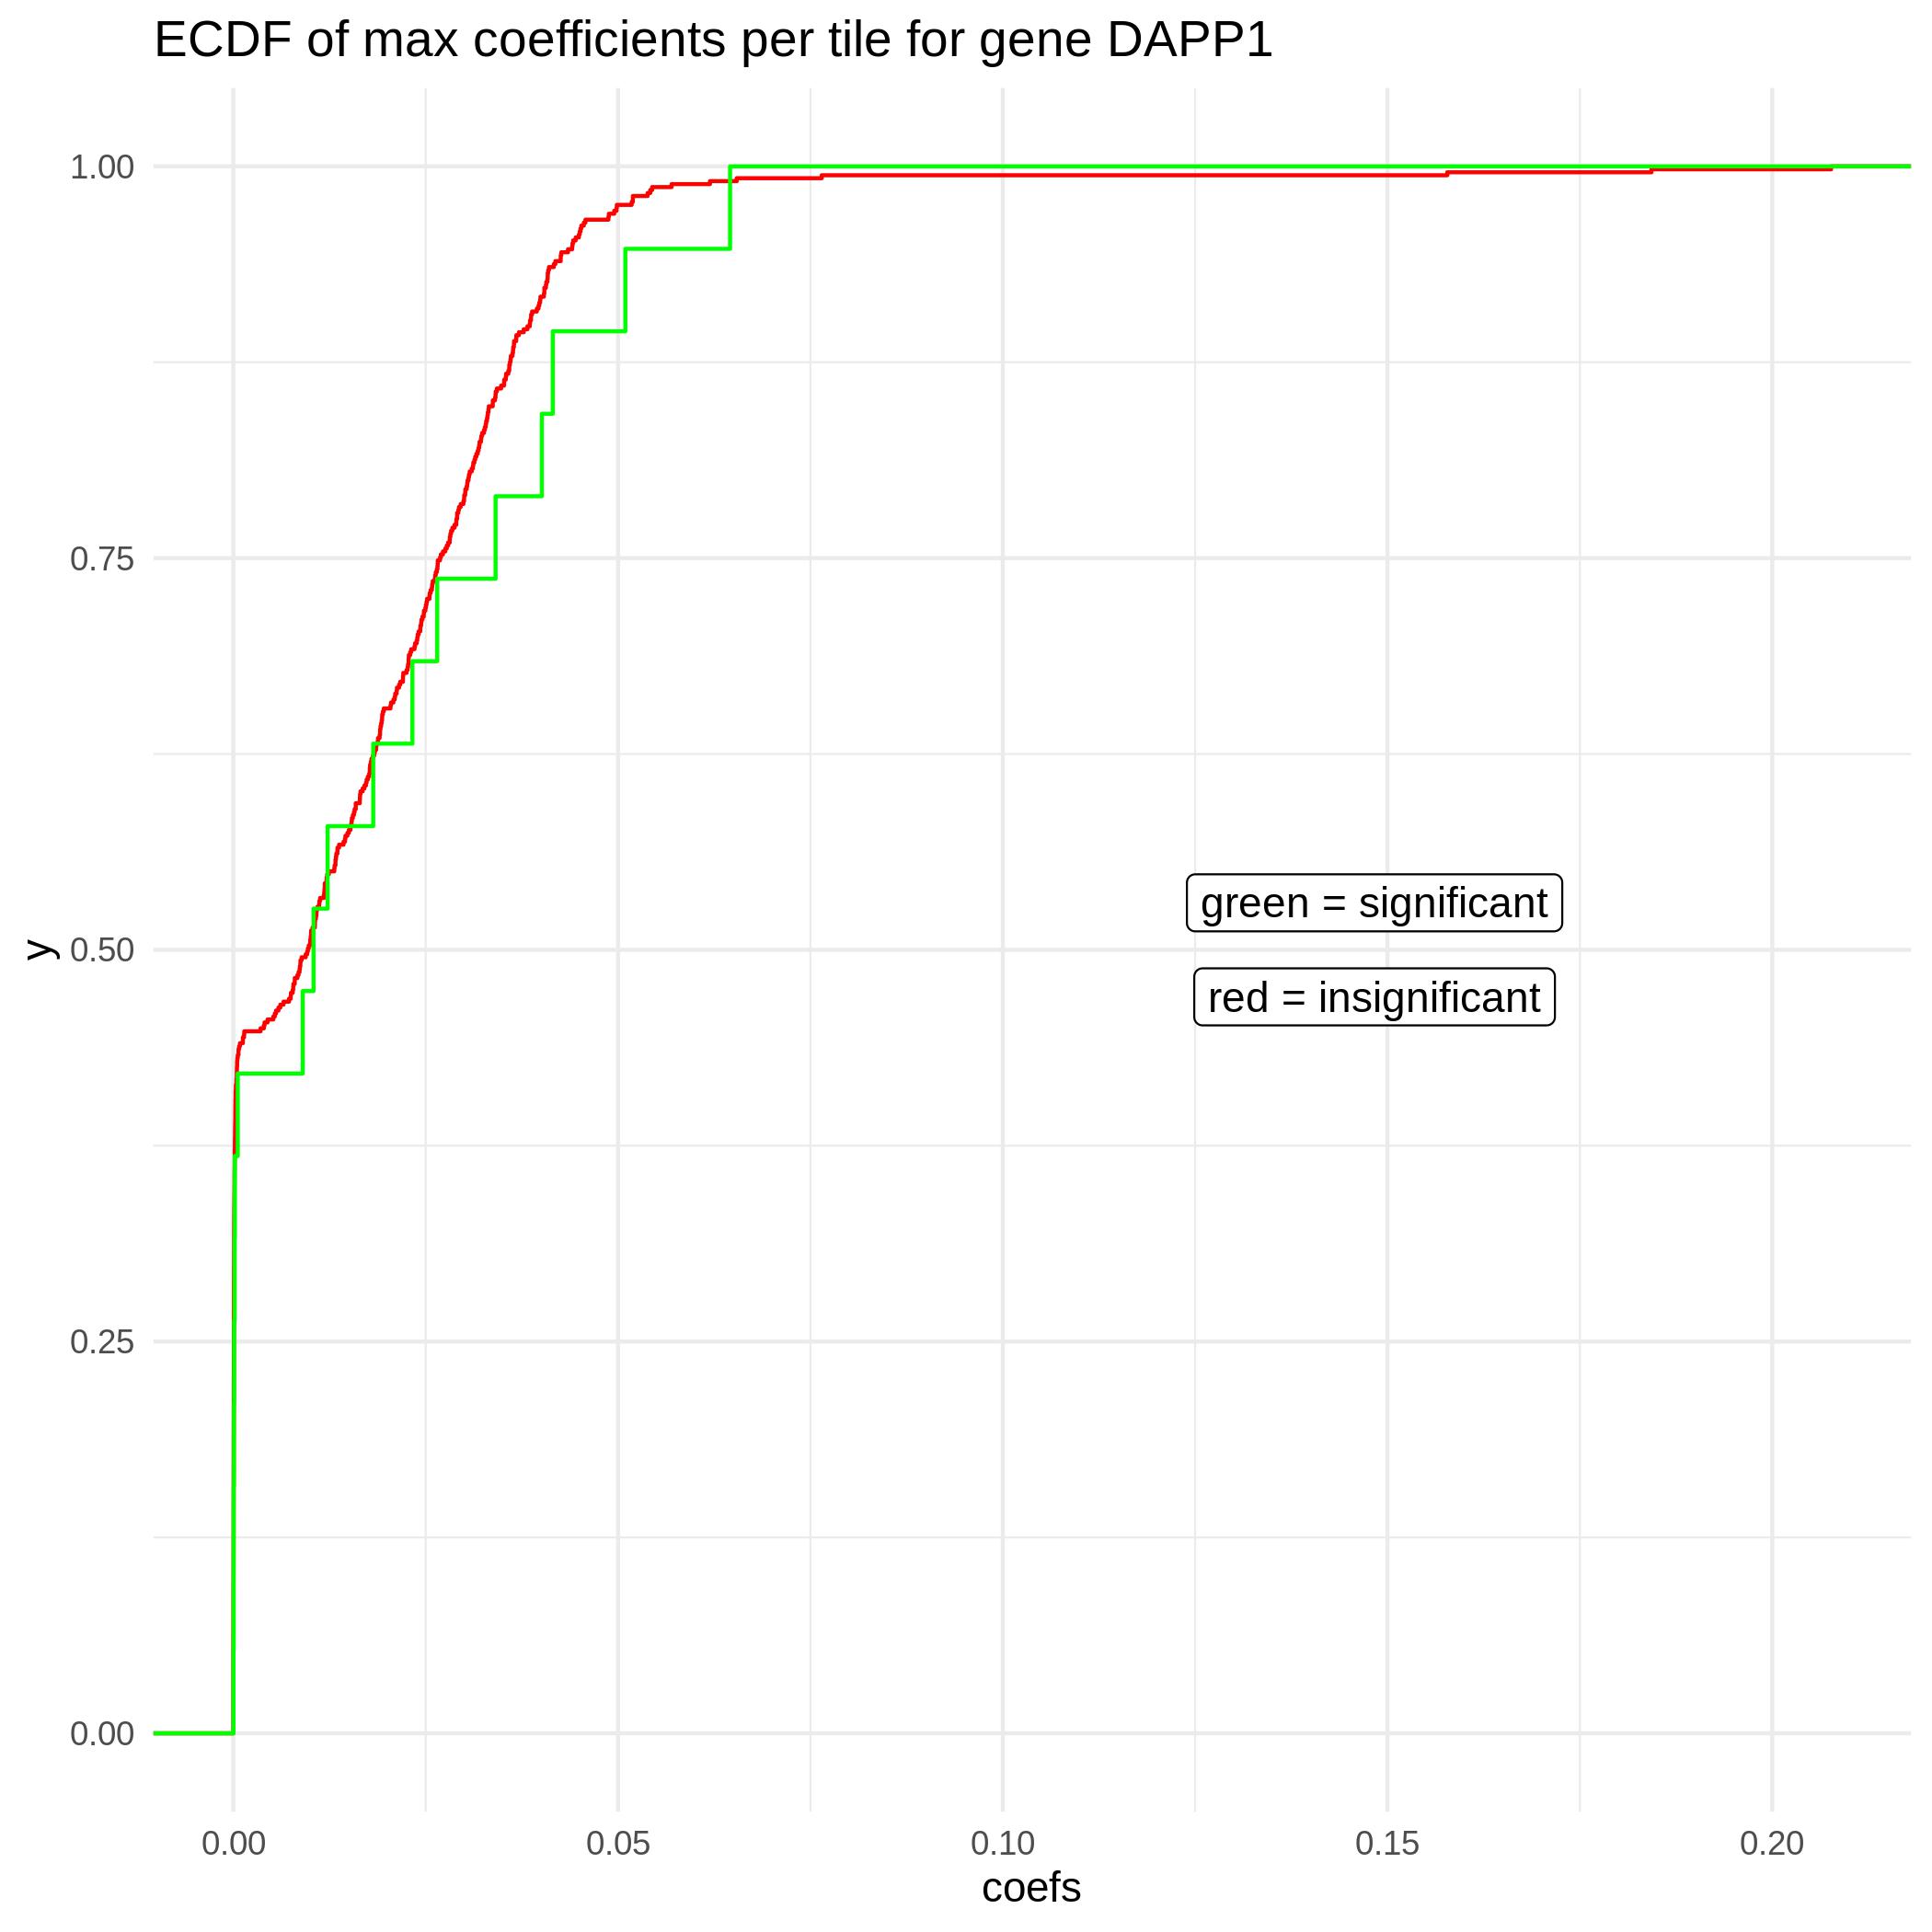 ECDF of max coefficients per tile for gene DAPP1
1.00
0.75
0.50
0.25
0.00
y
green = significant
red = insignificant
0.00 0.05 0.10 0.15 0.20
coefs